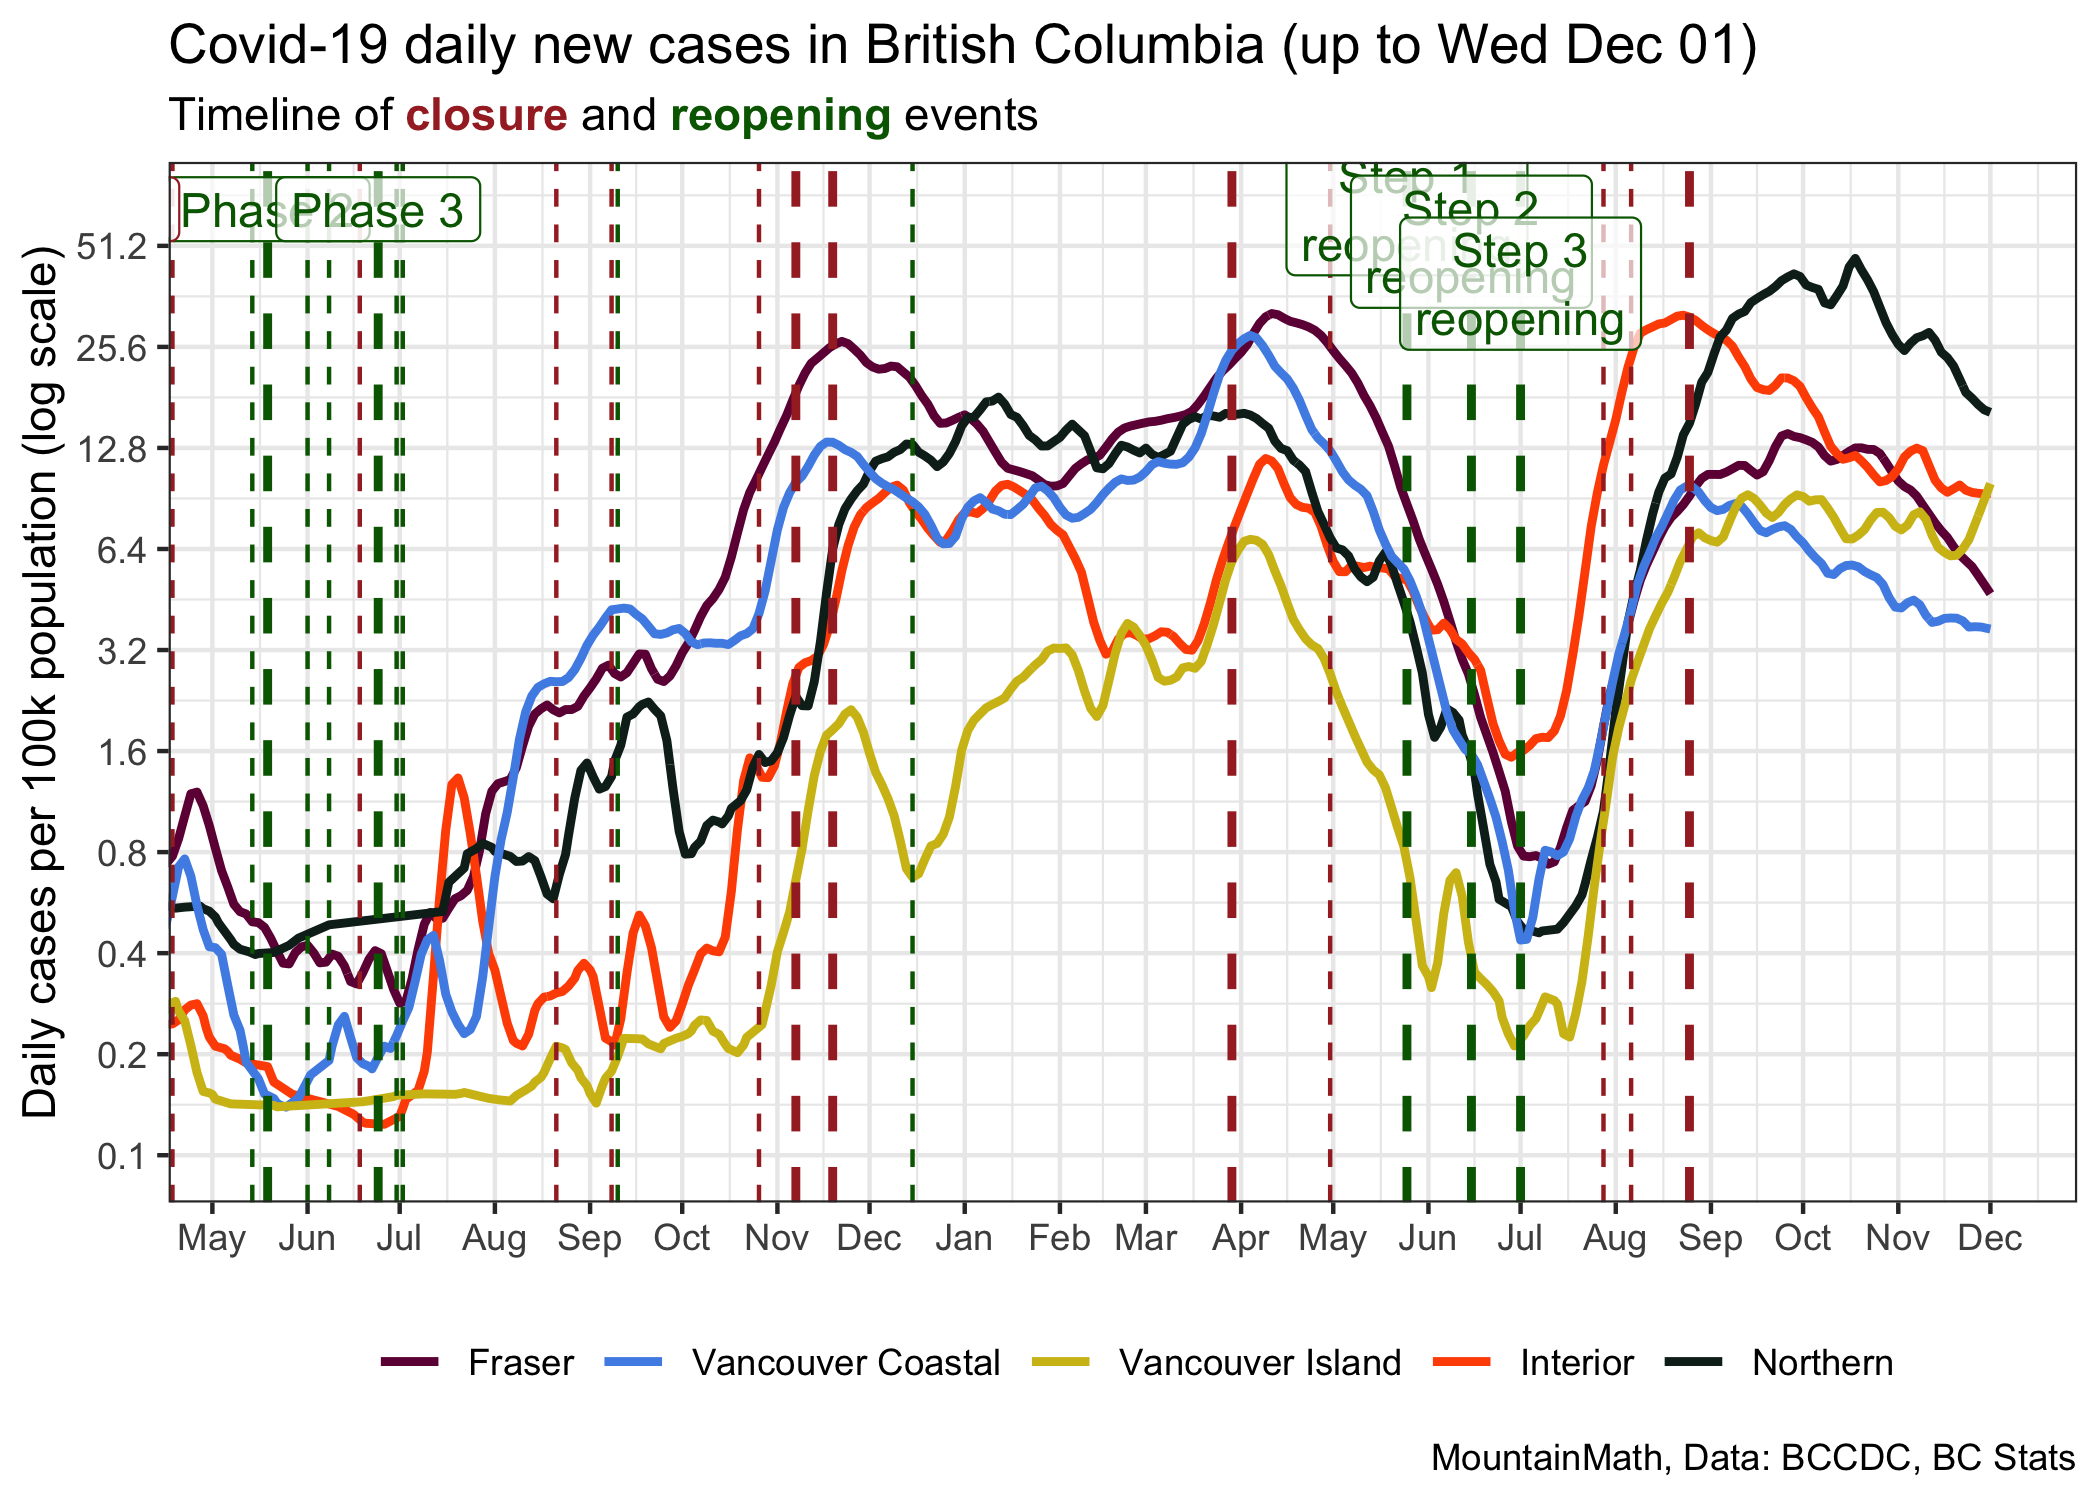 Covid-19 daily new cases in British Columbia (up to Wed Dec 01)
Timeline of closure and reopening events
Phase 2
Phase 3
Step 1
reopening
Step 2
reopening
Step 3
reopening
Daily cases per 100k population (log scale)
51.2
25.6
12.8
6.4
3.2
1.6
0.8
0.4
0.2
0.1
May Jun Jul Aug Sep Oct Nov Dec Jan Feb Mar Apr May Jun Jul Aug Sep Oct Nov Dec
Fraser Vancouver Coastal Vancouver Island Interior Northern
MountainMath, Data: BCCDC, BC Stats